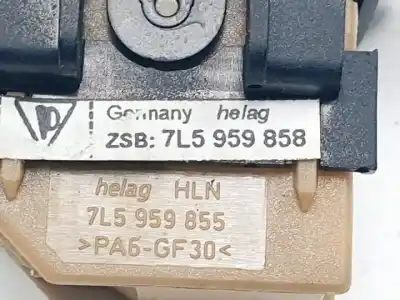 Germany helag
ZSB: 7L5 959 858
helag HLN
7L5 959 855
>PA6-GF30<